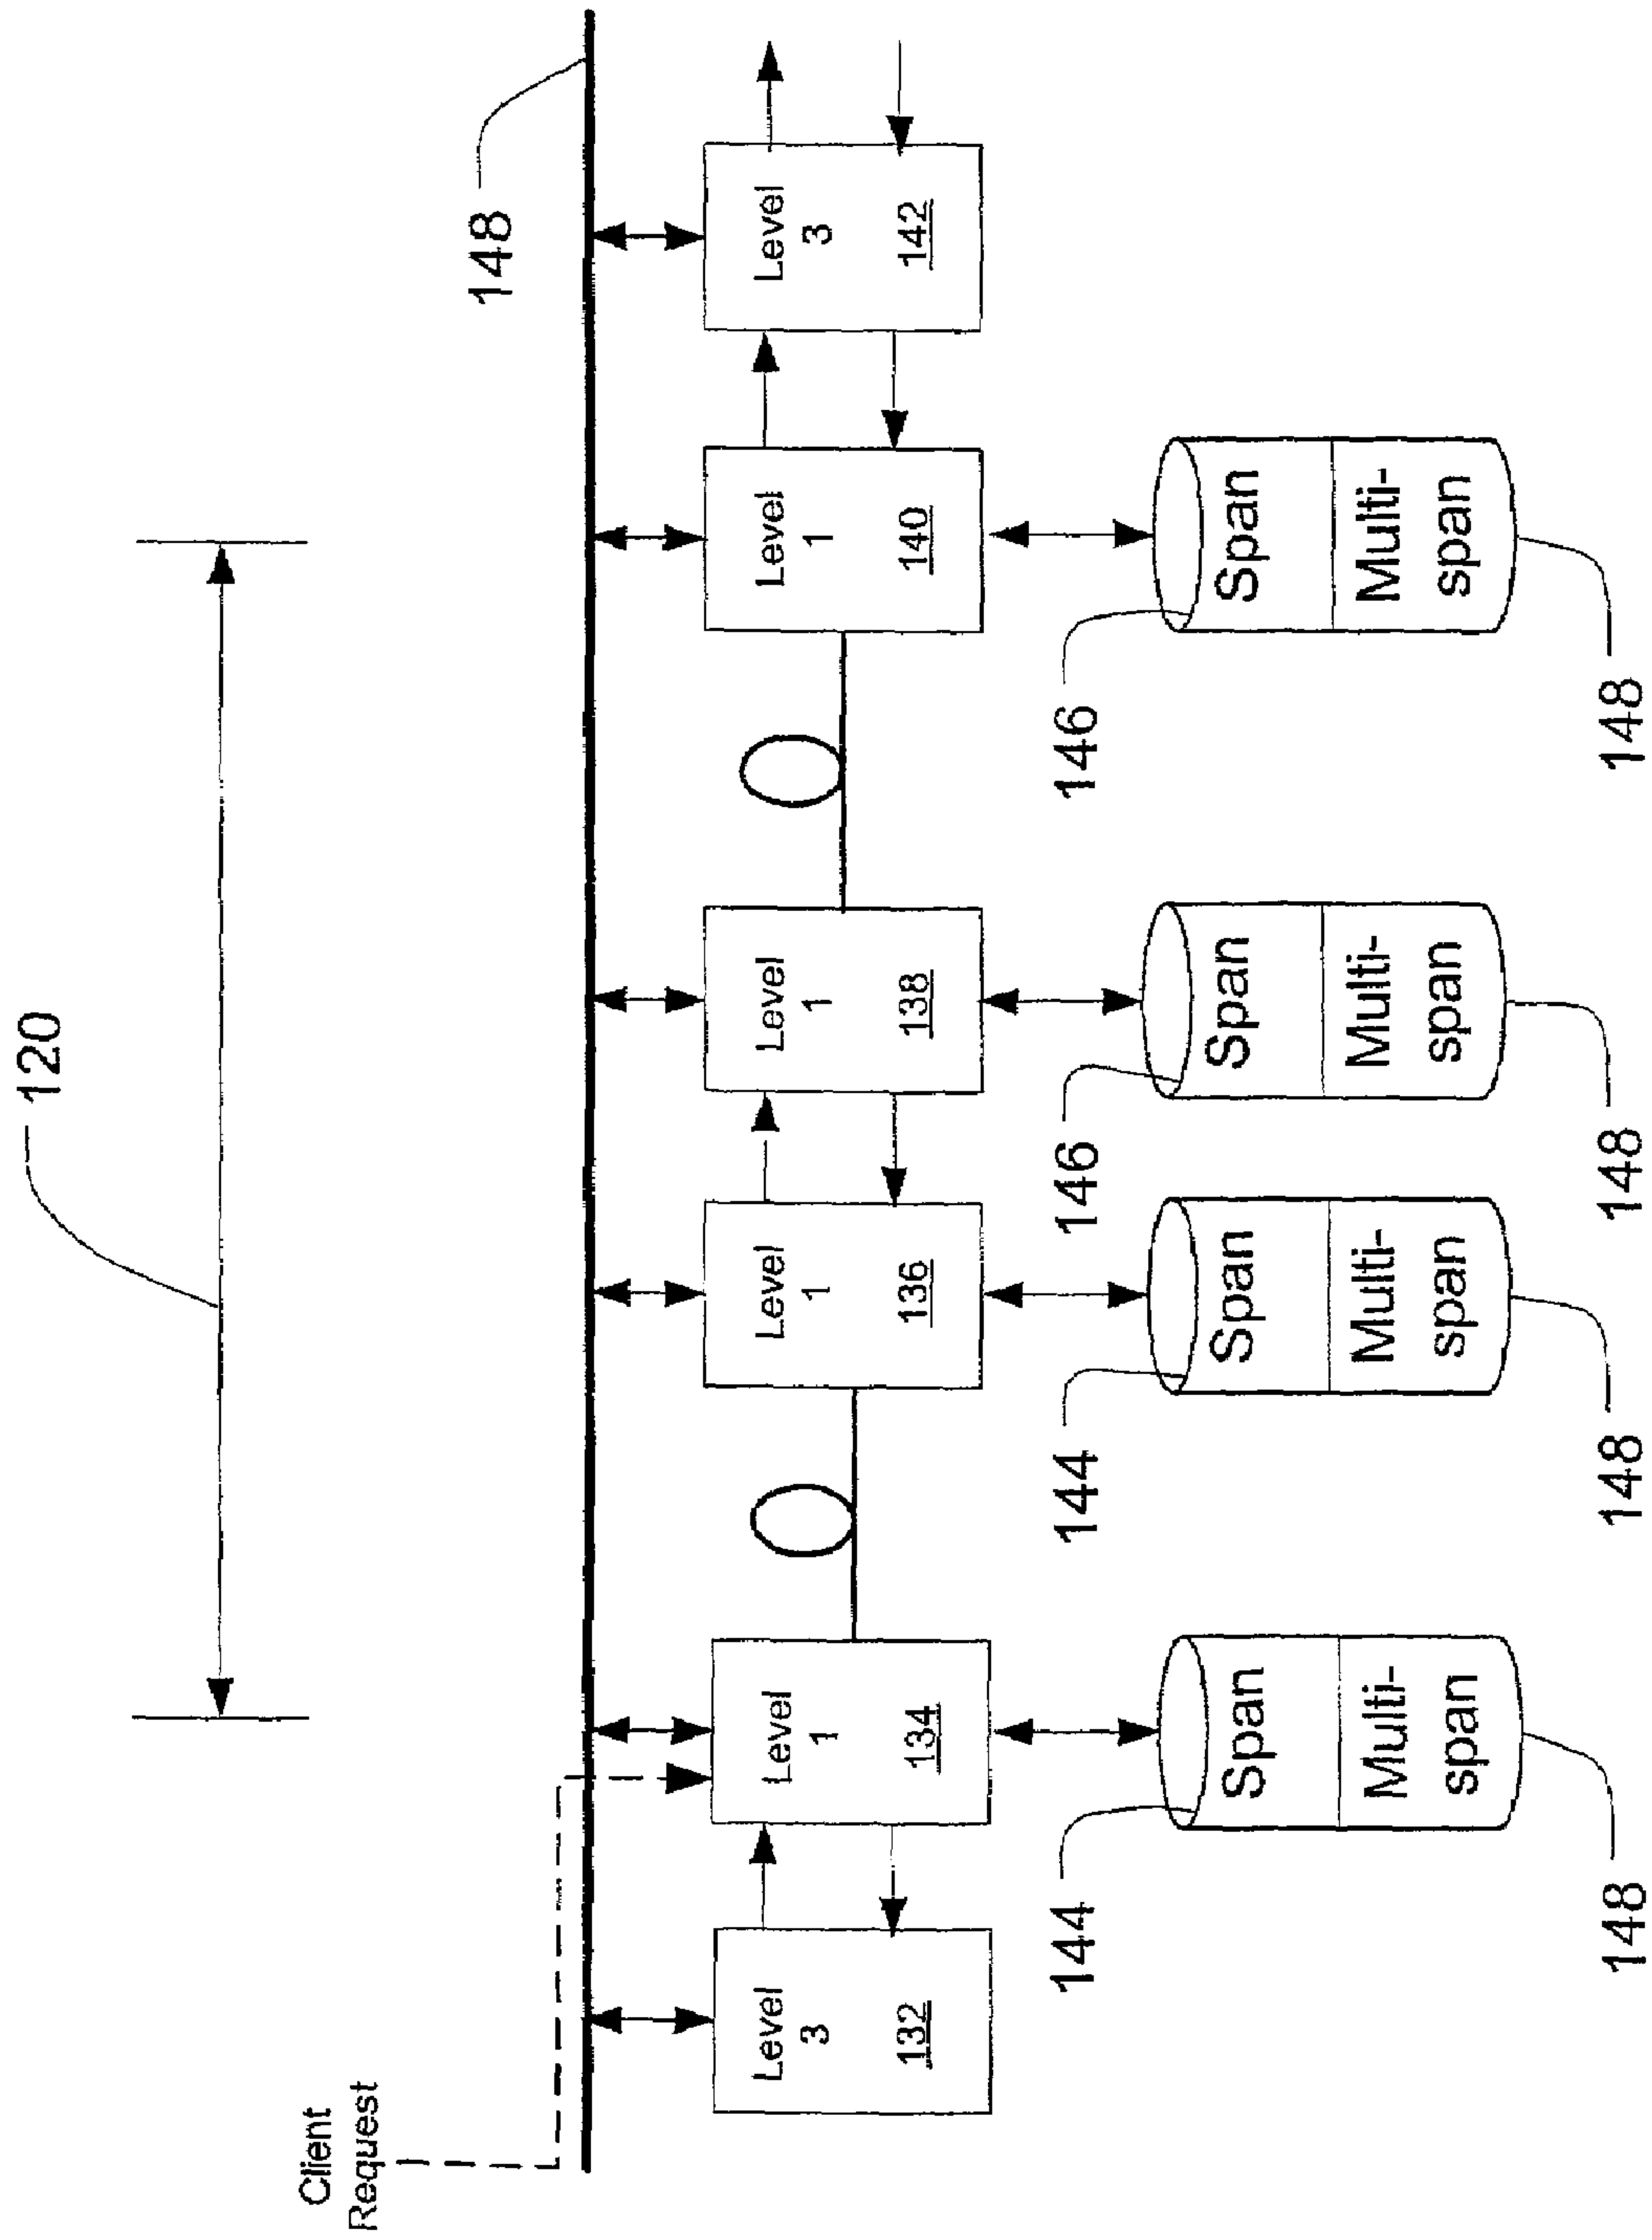 120
Client
Request
148
Level
3
132
Level
1
134
Level
1
136
Level
1
138
Level
1
140
Level
3
142
144
144
146
146
Span
Multi-
span
Span
Multi-
span
Span
Multi-
span
Span
Multi-
span
148
148
148
148